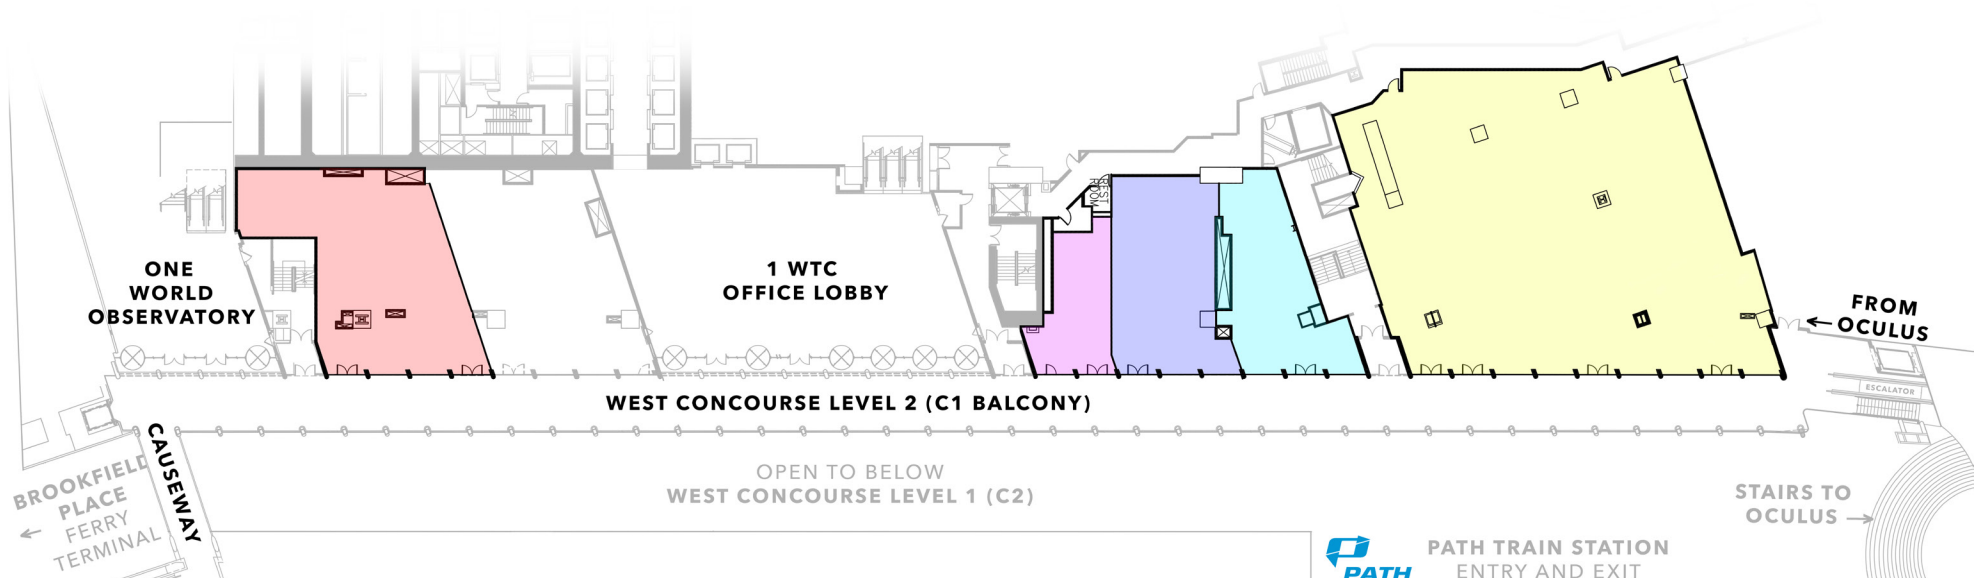 ONE
WORLD
OBSERVATORY
1 WTC
OFFICE LOBBY
REST
ROOM
FROM
← OCULUS
ESCALATOR
WEST CONCOURSE LEVEL 2 (C1 BALCONY)
CAUSEWAY
BROOKFIELD
PLACE
← FERRY
TERMINAL
OPEN TO BELOW
WEST CONCOURSE LEVEL 1 (C2)
STAIRS TO
OCULUS →
PATH
PATH TRAIN STATION
ENTRY AND EXIT